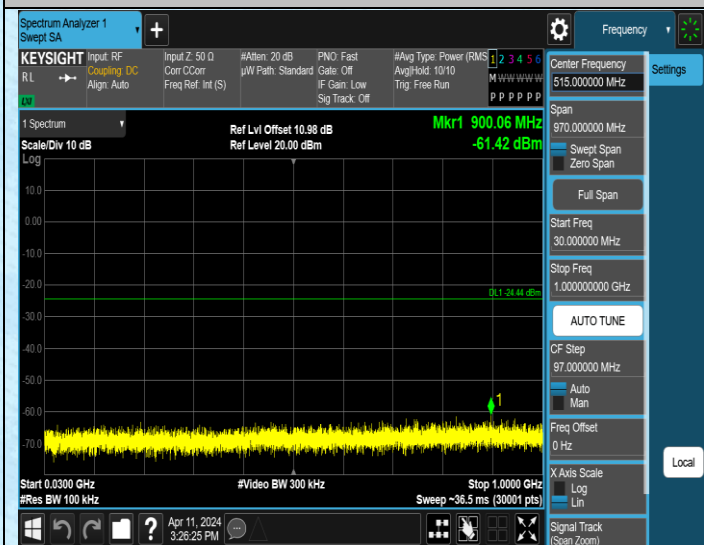 Spectrum Analyzer 1
Swept SA
+
Frequency
KEYSIGHT
RL
Input: RF
Coupling: DC
Align: Auto
Input Z: 50 Ω
Corr CCorr
Freq Ref: Int (S)
#Atten: 20 dB
µW Path: Standard
PNO: Fast
Gate: Off
IF Gain: Low
Sig Track: Off
#Avg Type: Power (RMS
Avg|Hold: 10/10
Trig: Free Run
1 2 3 4 5 6
M W W W W W
P P P P P P
1 Spectrum
Scale/Div 10 dB
Log
Ref Lvl Offset 10.98 dB
Ref Level 20.00 dBm
Mkr1 900.06 MHz
-61.42 dBm
10.0
0.00
-10.0
-20.0
DL1 -24.44 dBm
-30.0
-40.0
-50.0
-60.0
-70.0
1
Start 0.0300 GHz
#Res BW 100 kHz
#Video BW 300 kHz
Stop 1.0000 GHz
Sweep ~36.5 ms (30001 pts)
?
Apr 11, 2024
3:26:25 PM
Center Frequency
515.000000 MHz
Span
970.000000 MHz
Swept Span
Zero Span
Full Span
Start Freq
30.000000 MHz
Stop Freq
1.000000000 GHz
AUTO TUNE
CF Step
97.000000 MHz
Auto
Man
Freq Offset
0 Hz
X Axis Scale
Log
Lin
Signal Track
(Span Zoom)
Settings
Local